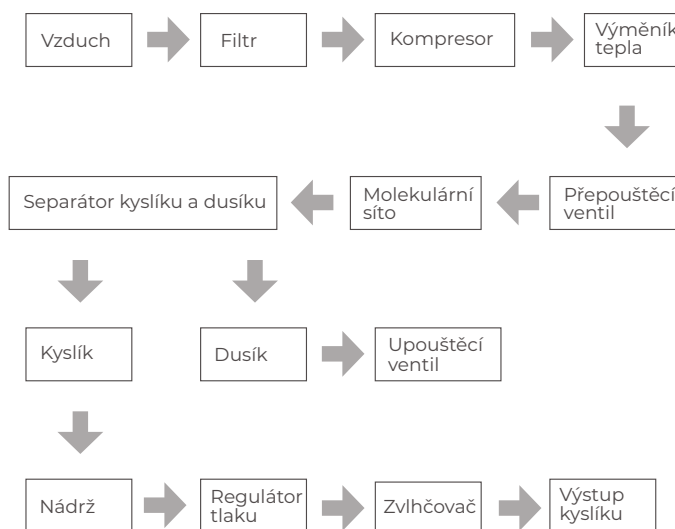 Vzduch
Filtr
Kompresor
Výměník
tepla
Separátor kyslíku a dusíku
Molekulární
síto
Přepouštěcí
ventil
Kyslík
Dusík
Upouštěcí
ventil
Nádrž
Regulátor
tlaku
Zvlhčovač
Výstup
kyslíku